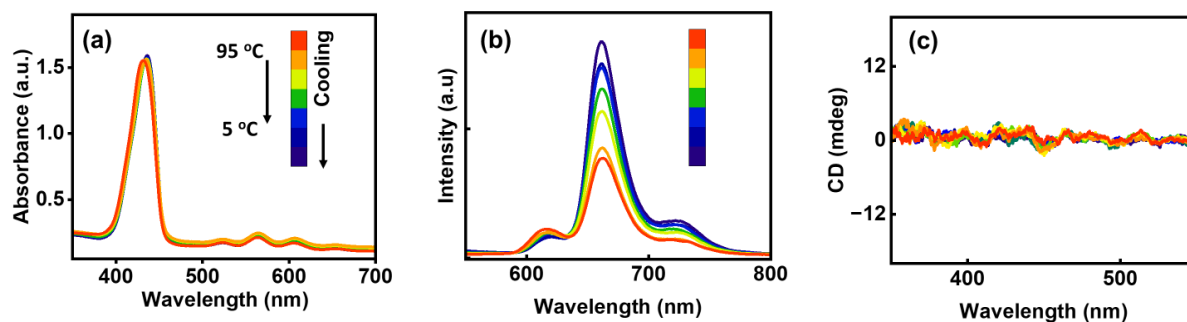 (a)
95 °C
5 °C
Cooling
1.5
1.0
0.5
400 500 600 700
Absorbance (a.u.)
Wavelength (nm)
(b)
600 700 800
Intensity (a.u)
Wavelength (nm)
(c)
12
0
−12
400 500
CD (mdeg)
Wavelength (nm)